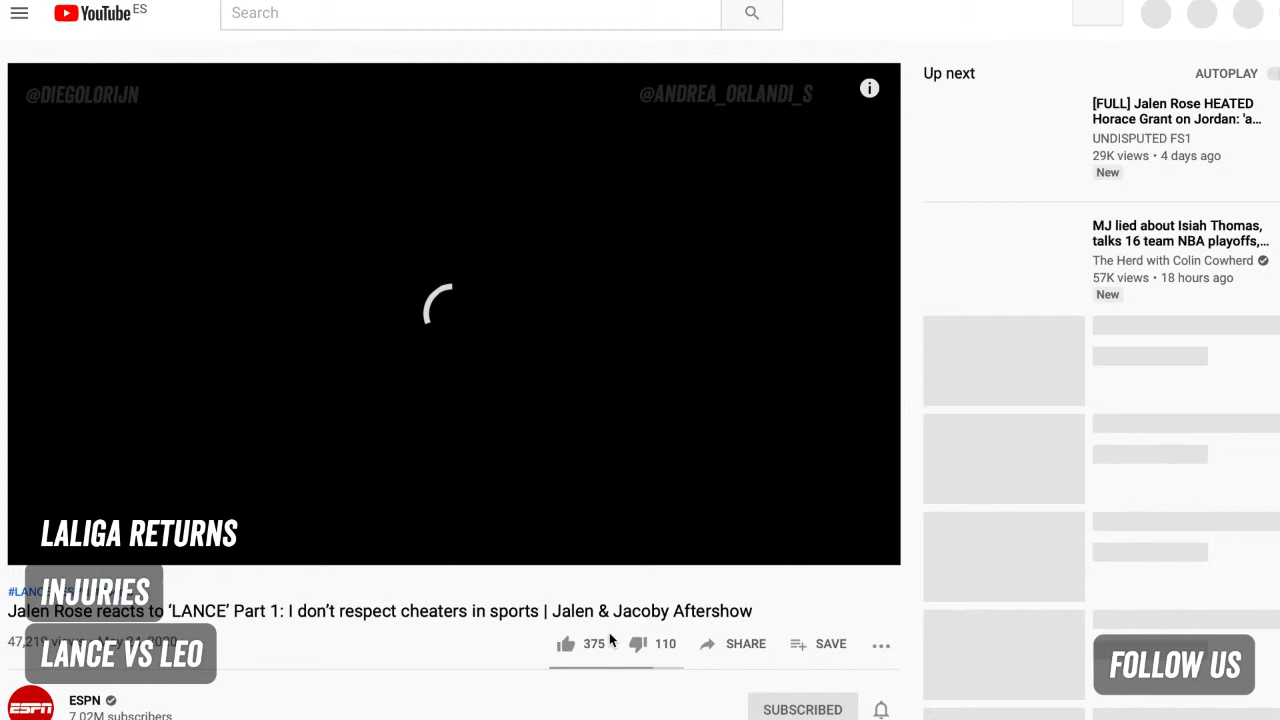 YouTube ES
Search
@DIEGOLORIJN
@ANDREA_ORLANDI_S
i
LALIGA RETURNS
INJURIES
LANCE VS LEO
Jalen Rose reacts to ‘LANCE’ Part 1: I don’t respect cheaters in sports | Jalen & Jacoby Aftershow
375
110
SHARE
SAVE
ESPN
7.02M subscribers
SUBSCRIBED
Up next
AUTOPLAY
[FULL] Jalen Rose HEATED
Horace Grant on Jordan: 'a...
UNDISPUTED FS1
29K views • 4 days ago
New
MJ lied about Isiah Thomas,
talks 16 team NBA playoffs,...
The Herd with Colin Cowherd
57K views • 18 hours ago
New
FOLLOW US